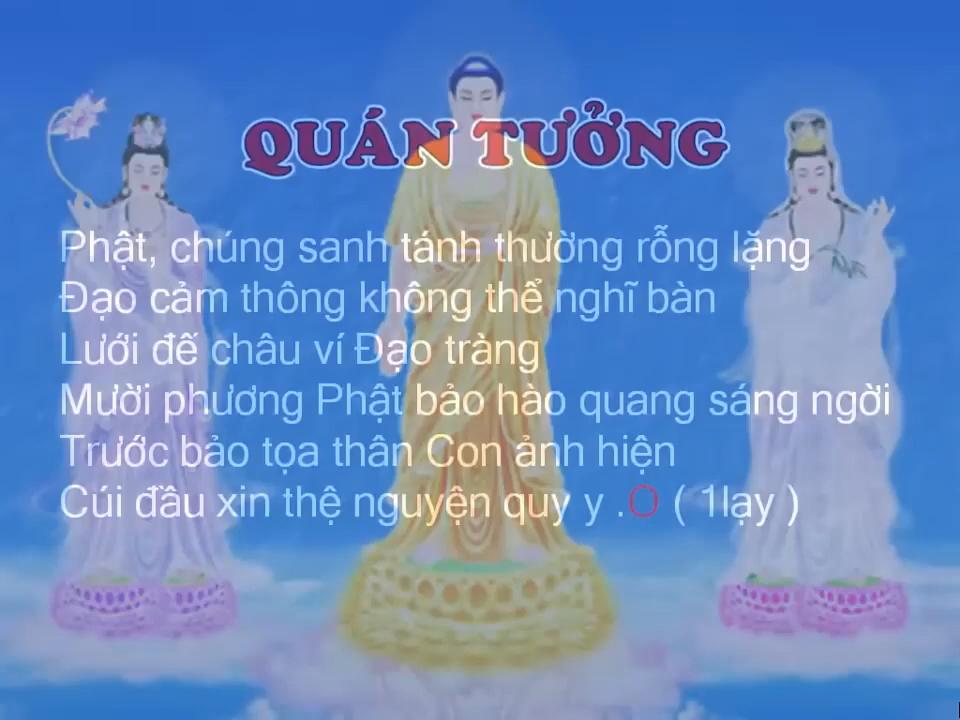 QUÁN TƯỞNG
Phật, chúng sanh tánh thường rỗng lặng
Đạo cảm thông không thể nghĩ bàn
Lưới đế châu ví Đạo tràng
Mười phương Phật bảo hào quang sáng ngời
Trước bảo tọa thân Con ảnh hiện
Cúi đầu xin thệ nguyện quy y .O ( 1lạy )